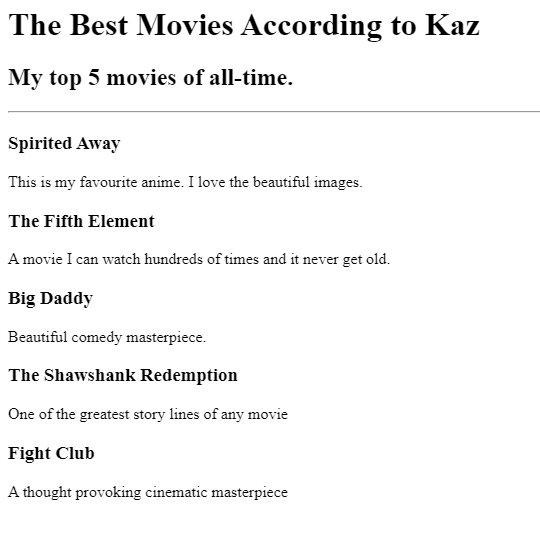 The Best Movies According to Kaz
My top 5 movies of all-time.
Spirited Away
This is my favourite anime. I love the beautiful images.
The Fifth Element
A movie I can watch hundreds of times and it never get old.
Big Daddy
Beautiful comedy masterpiece.
The Shawshank Redemption
One of the greatest story lines of any movie
Fight Club
A thought provoking cinematic masterpiece